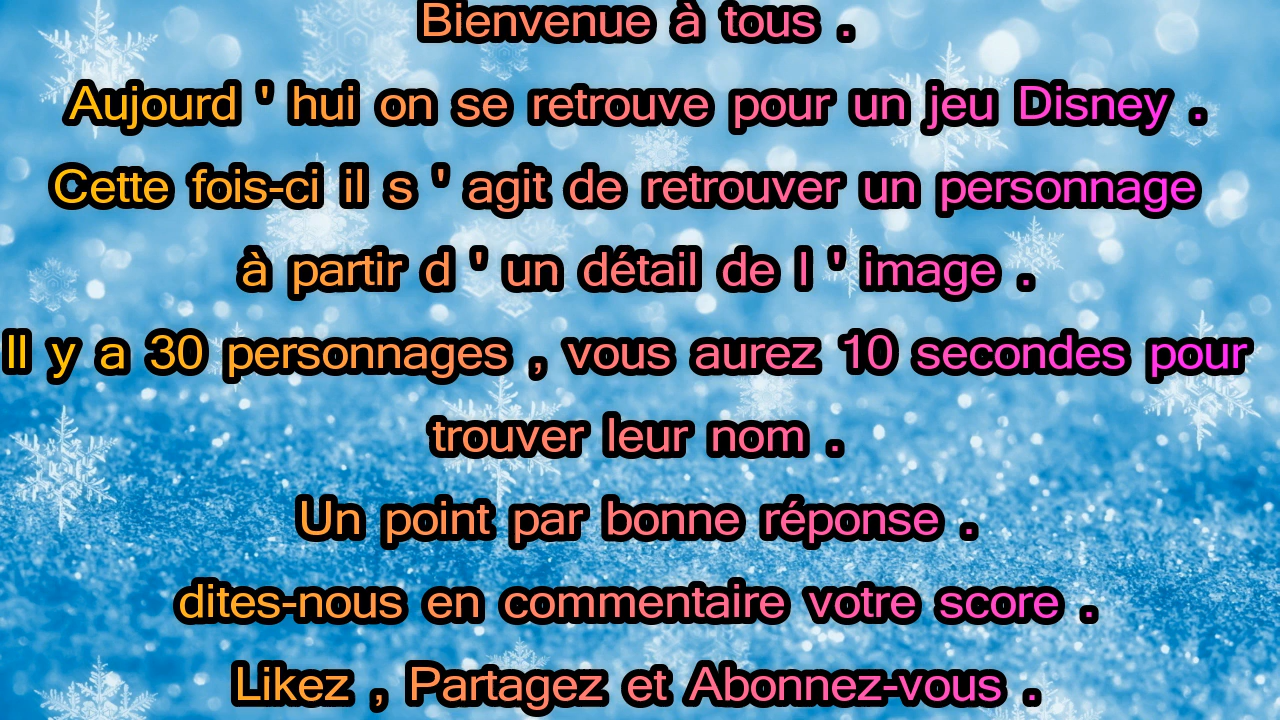 Bienvenue à tous .
Aujourd ' hui on se retrouve pour un jeu Disney .
Cette fois-ci il s ' agit de retrouver un personnage
à partir d ' un détail de l ' image .
Il y a 30 personnages , vous aurez 10 secondes pour
trouver leur nom .
Un point par bonne réponse .
dites-nous en commentaire votre score .
Likez , Partagez et Abonnez-vous .